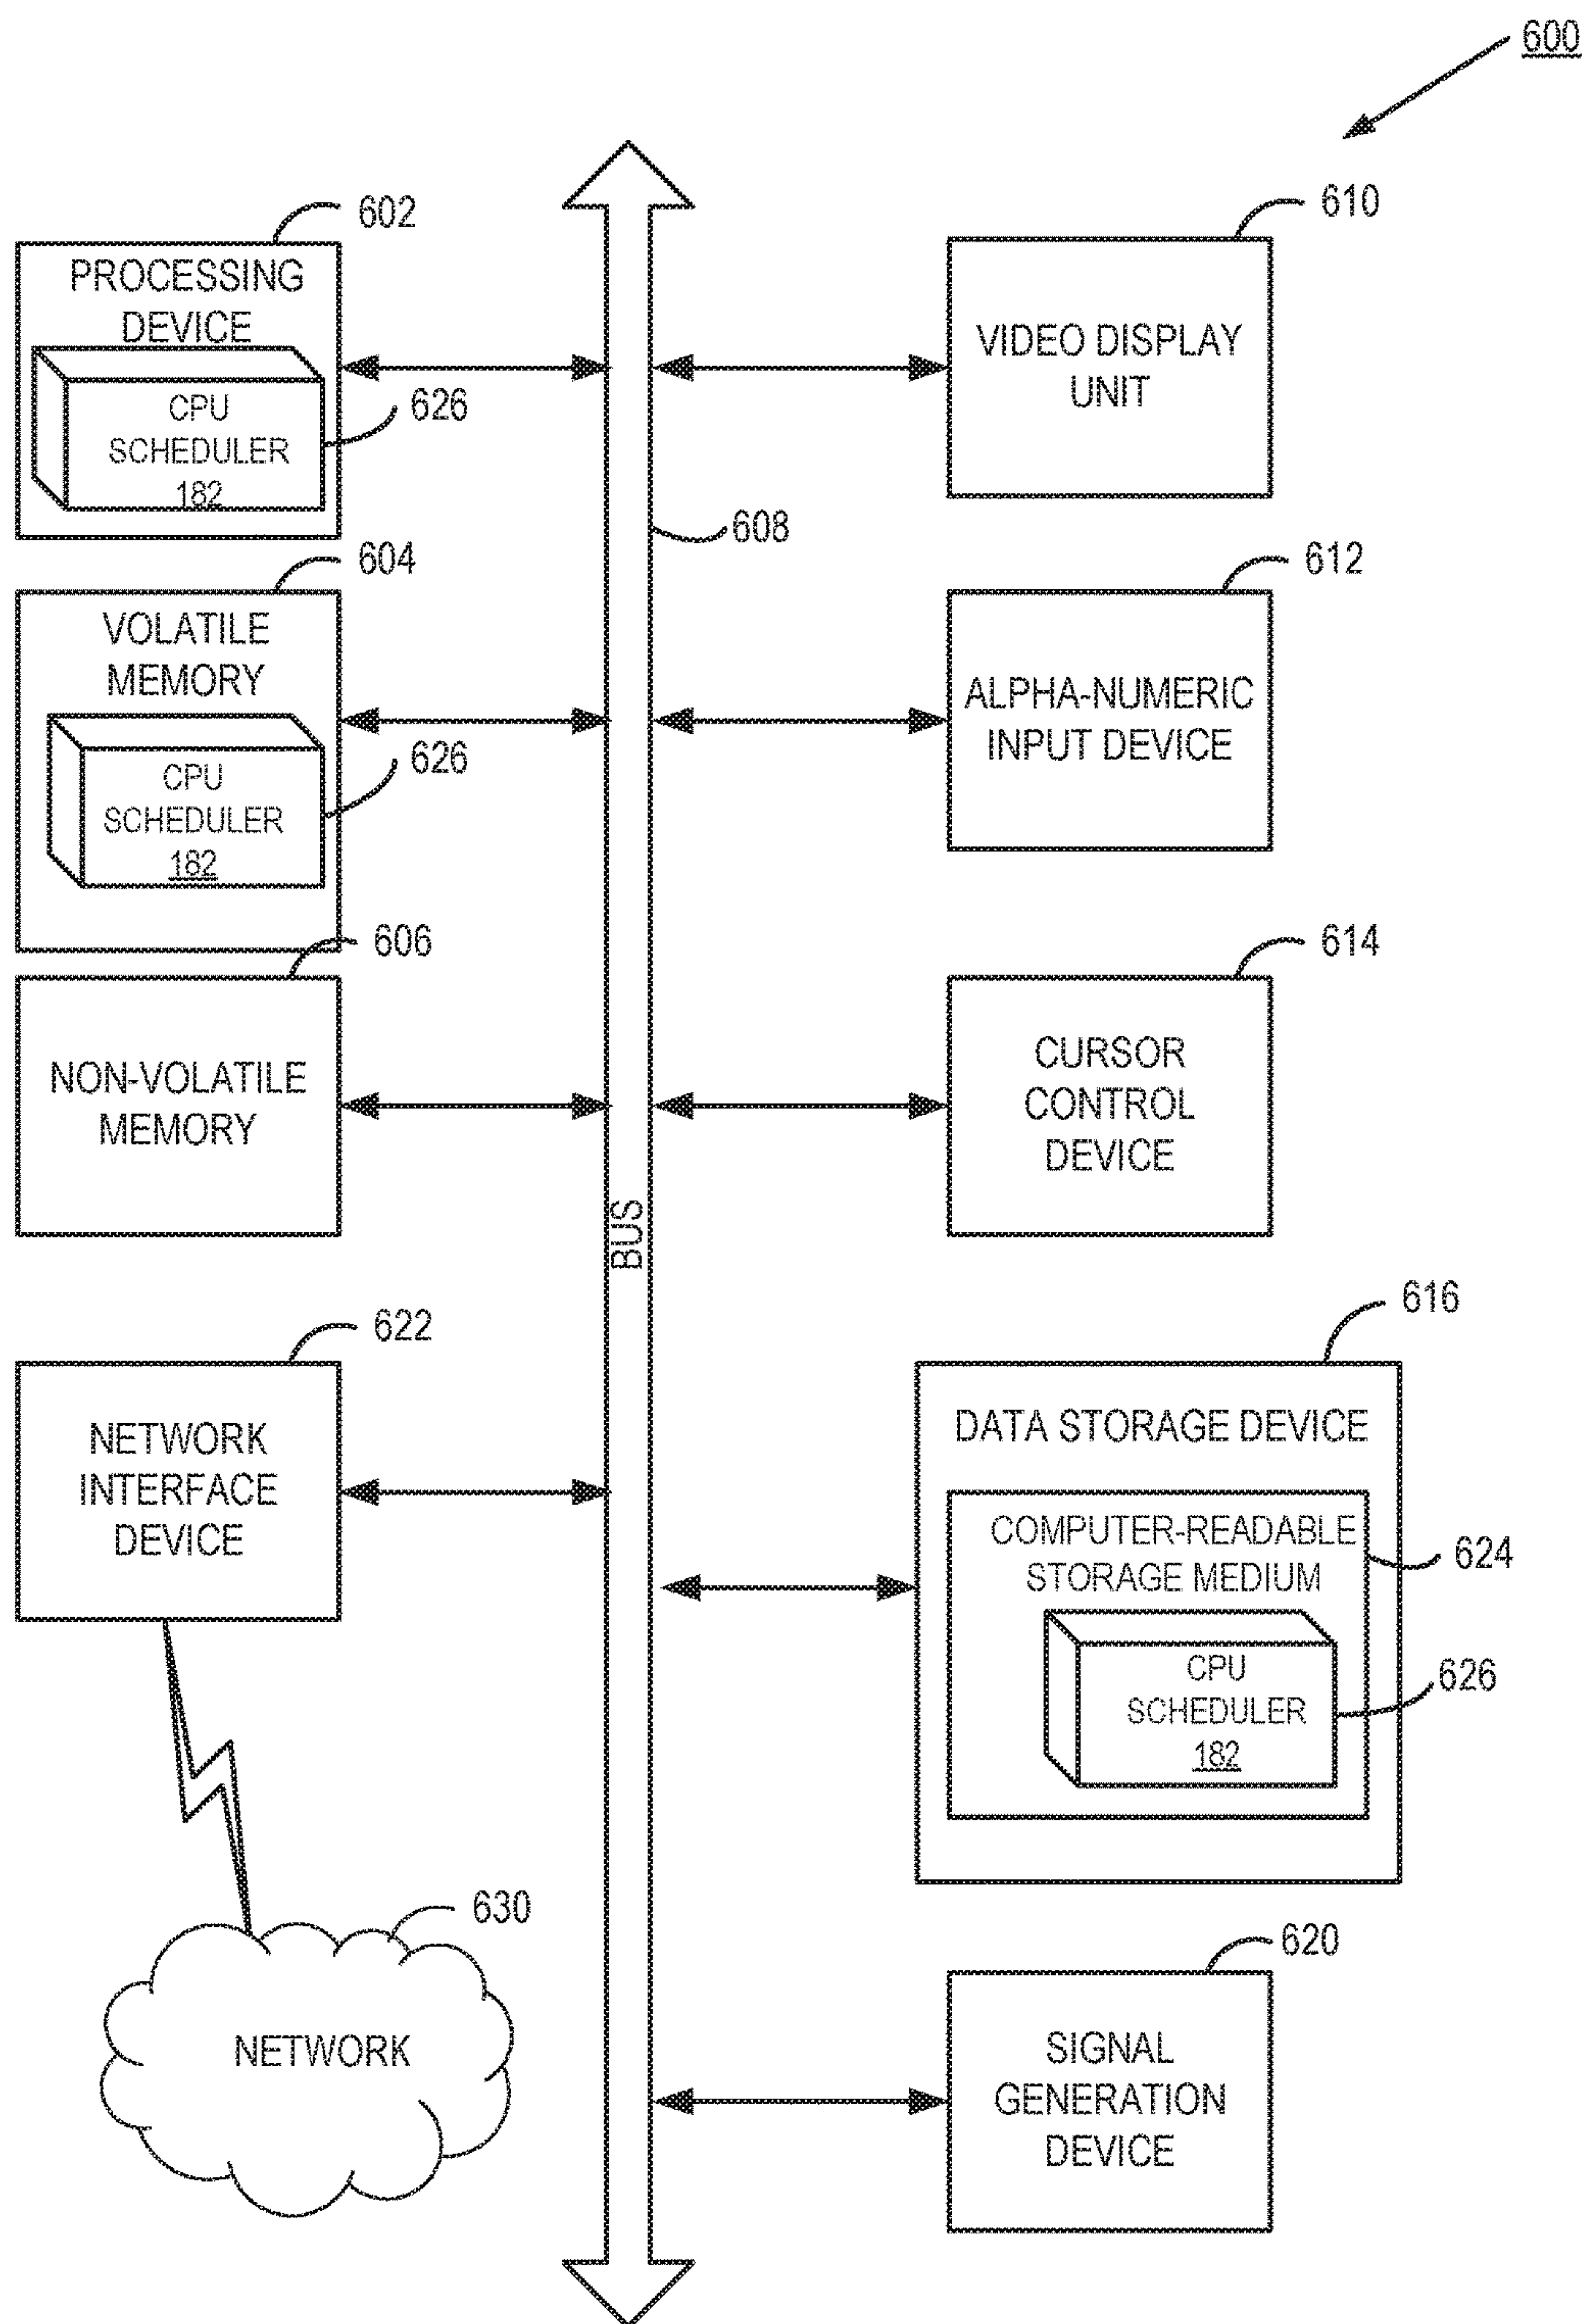 600
602
PROCESSING
DEVICE
CPU
SCHEDULER
182
626
604
VOLATILE
MEMORY
CPU
SCHEDULER
182
626
606
NON-VOLATILE
MEMORY
622
NETWORK
INTERFACE
DEVICE
630
NETWORK
608
BUS
610
VIDEO DISPLAY
UNIT
612
ALPHA-NUMERIC
INPUT DEVICE
614
CURSOR
CONTROL
DEVICE
616
DATA STORAGE DEVICE
COMPUTER-READABLE
STORAGE MEDIUM
624
CPU
SCHEDULER
182
626
620
SIGNAL
GENERATION
DEVICE